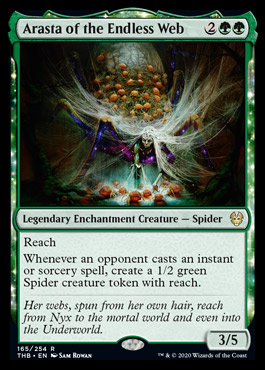 Arasta of the Endless Web 2
Legendary Enchantment Creature — Spider
Reach
Whenever an opponent casts an instant
or sorcery spell, create a 1/2 green
Spider creature token with reach.
Her webs, spun from her own hair, reach
from Nyx to the mortal world and even into
the Underworld.
3/5
165/254 R
THB • EN Sam Rowan
™ & © 2020 Wizards of the Coast